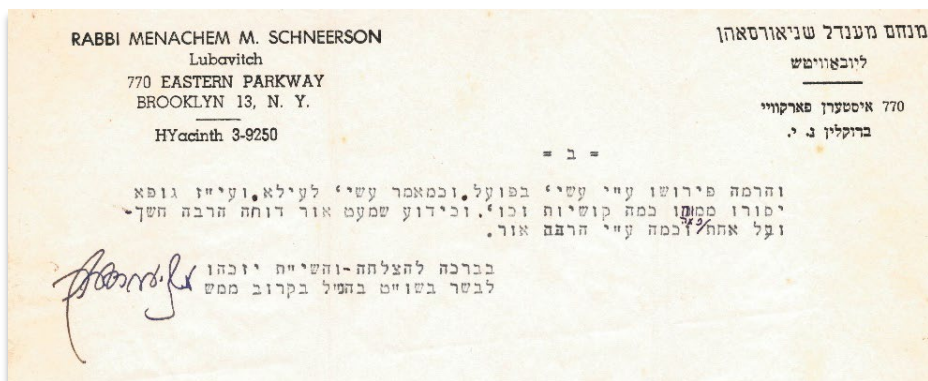 RABBI MENACHEM M. SCHNEERSON
Lubavitch
770 EASTERN PARKWAY
BROOKLYN 13, N. Y.
HYacinth 3-9250
מנחם מענדל שניאורסאהן
ליובאוויטש
770 איסטערן פארקוויי
ברוקלין נ. י.
= ב =
והרמה פירושו ע"י עשי' בפועל.וכמאמר עשי' לעילא.ועי"ז גופא
יסורו כמה קושיות וכו'. וכידוע שמעט אור דוחה הרבה חשך-
ועל אחת וכמה ע"י הרבה אור.
בברכה להצלחה-והשי"ת יזכהו
לבשר בשו"ט בהנ"ל בקרוב ממש